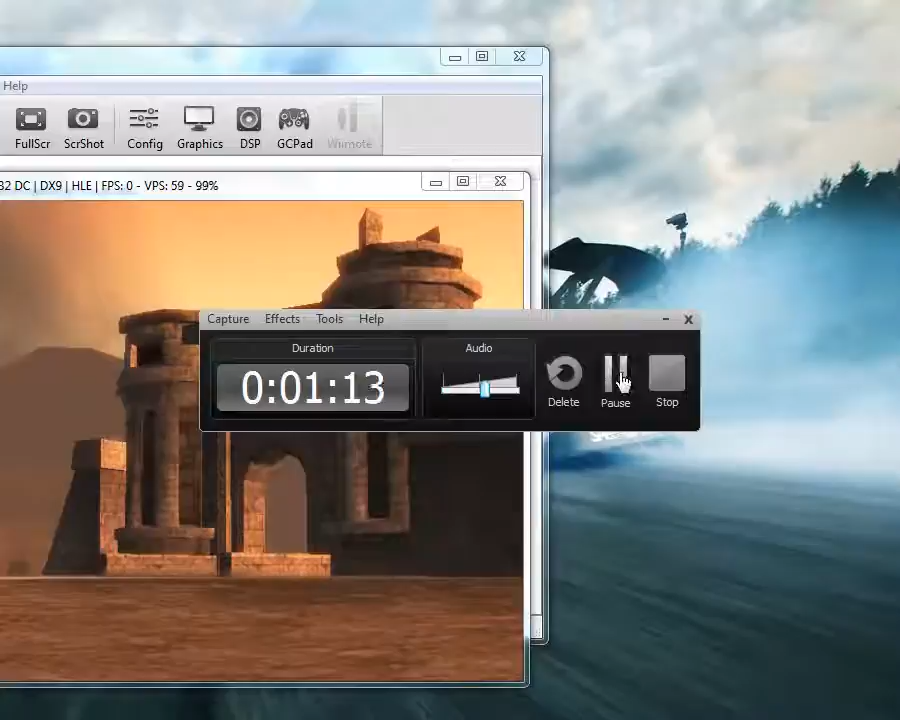 Help
FullScr ScrShot Config Graphics DSP GCPad Wiimote
32 DC | DX9 | HLE | FPS: 0 - VPS: 59 - 99%
Capture Effects Tools Help
Duration Audio
0:01:13
Delete Pause Stop